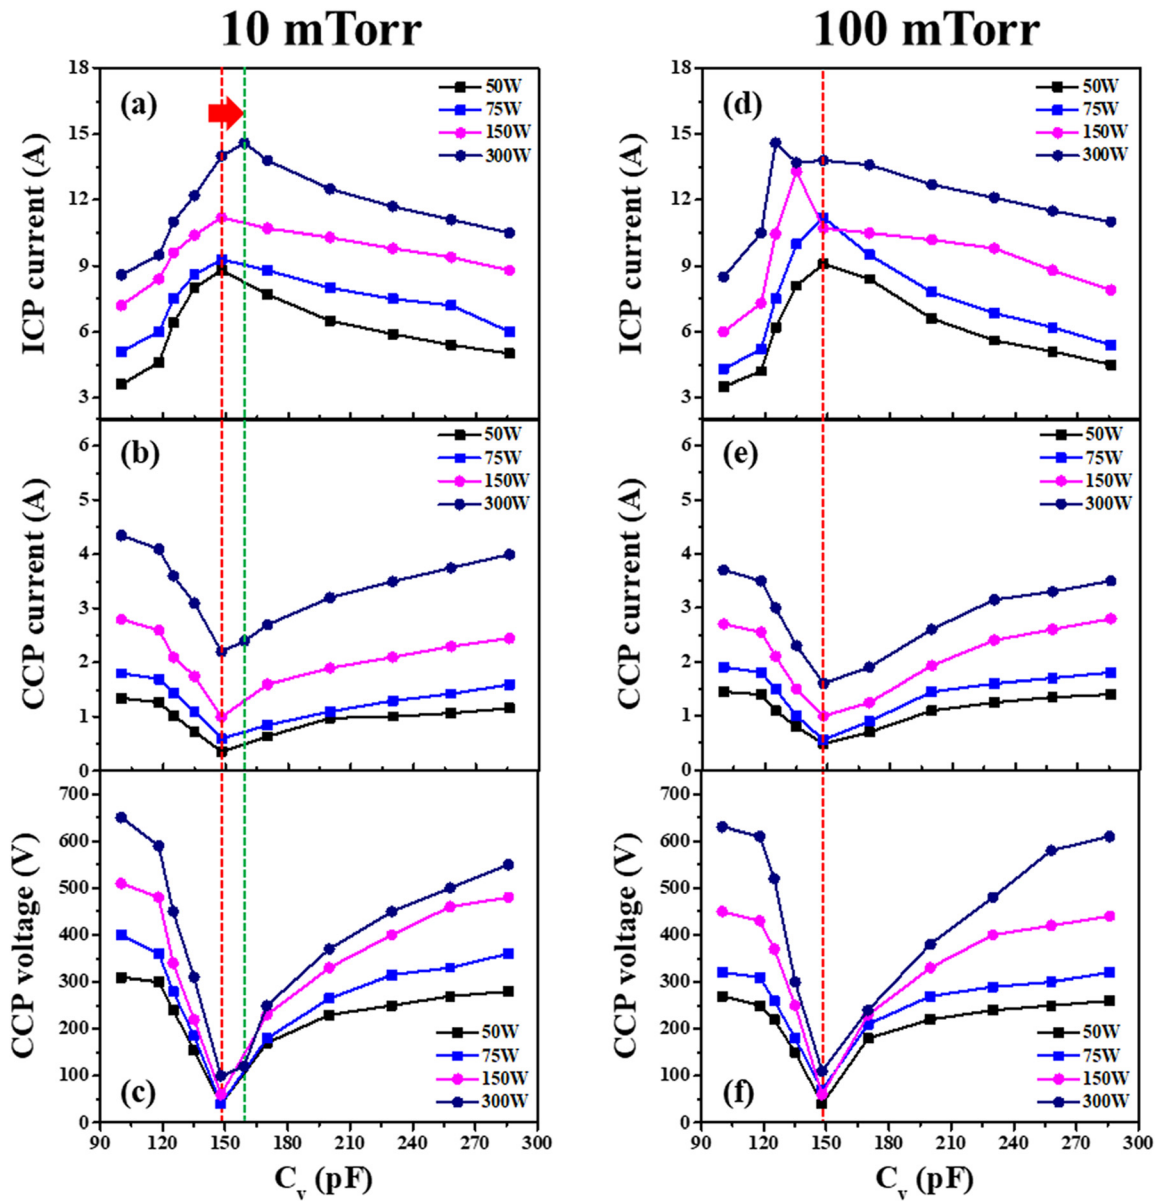 10 mTorr
100 mTorr
(a)
50W
75W
150W
300W
18
15
12
9
6
3
ICP current (A)
(d)
50W
75W
150W
300W
18
15
12
9
6
3
ICP current (A)
(b)
50W
75W
150W
300W
6
5
4
3
2
1
0
CCP current (A)
(e)
50W
75W
150W
300W
6
5
4
3
2
1
0
CCP current (A)
(c)
50W
75W
150W
300W
700
600
500
400
300
200
100
0
CCP voltage (V)
90 120 150 180 210 240 270 300
Cv (pF)
(f)
50W
75W
150W
300W
700
600
500
400
300
200
100
0
CCP voltage (V)
90 120 150 180 210 240 270 300
Cv (pF)